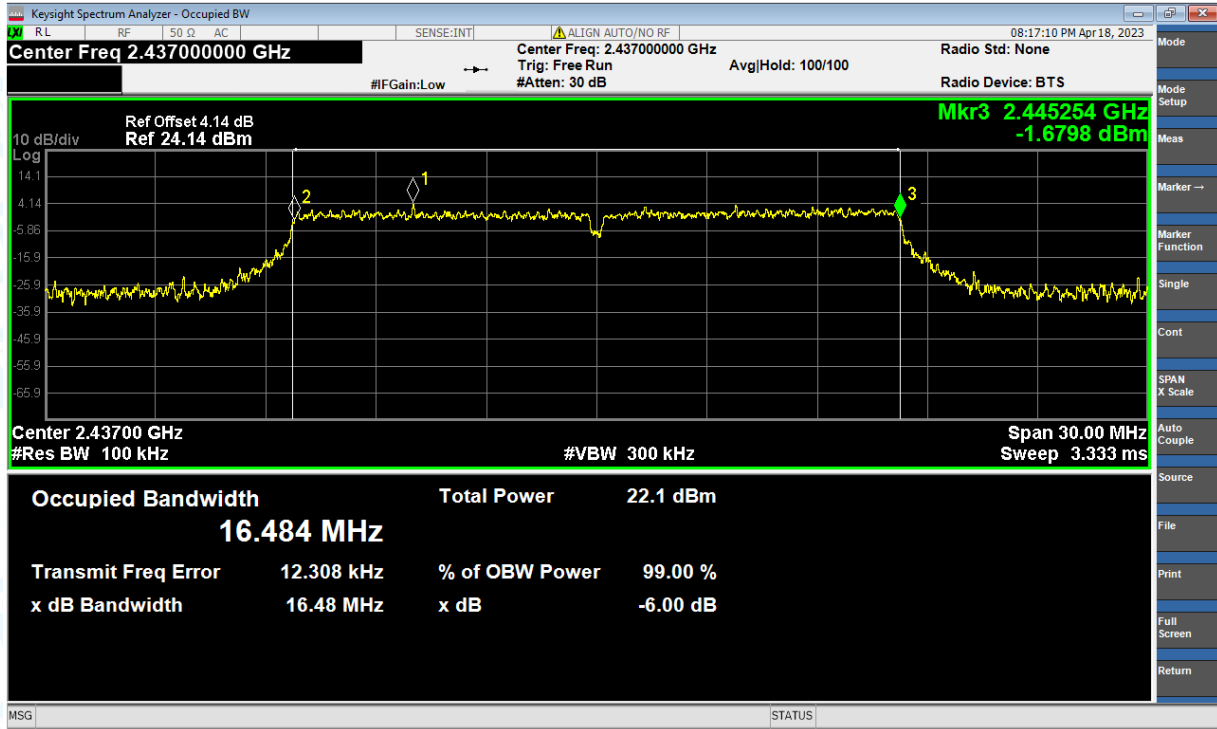 Keysight Spectrum Analyzer - Occupied BW
LXI RL RF 50 Ω AC SENSE:INT ALIGN AUTO/NO RF 08:17:10 PM Apr 18, 2023
Center Freq 2.437000000 GHz
Center Freq: 2.437000000 GHz Radio Std: None
Trig: Free Run Avg|Hold: 100/100
#IFGain:Low #Atten: 30 dB Radio Device: BTS
Mkr3 2.445254 GHz
-1.6798 dBm
Ref Offset 4.14 dB
10 dB/div Ref 24.14 dBm
Log
14.1
4.14
-5.86
-15.9
-25.9
-35.9
-45.9
-55.9
-65.9
1
2
3
Center 2.43700 GHz Span 30.00 MHz
#Res BW 100 kHz #VBW 300 kHz Sweep 3.333 ms
Occupied Bandwidth Total Power 22.1 dBm
16.484 MHz
Transmit Freq Error 12.308 kHz % of OBW Power 99.00 %
x dB Bandwidth 16.48 MHz x dB -6.00 dB
MSG STATUS
Mode
Mode
Setup
Meas
Marker→
Marker
Function
Single
Cont
SPAN
X Scale
Auto
Couple
Source
File
Print
Full
Screen
Return